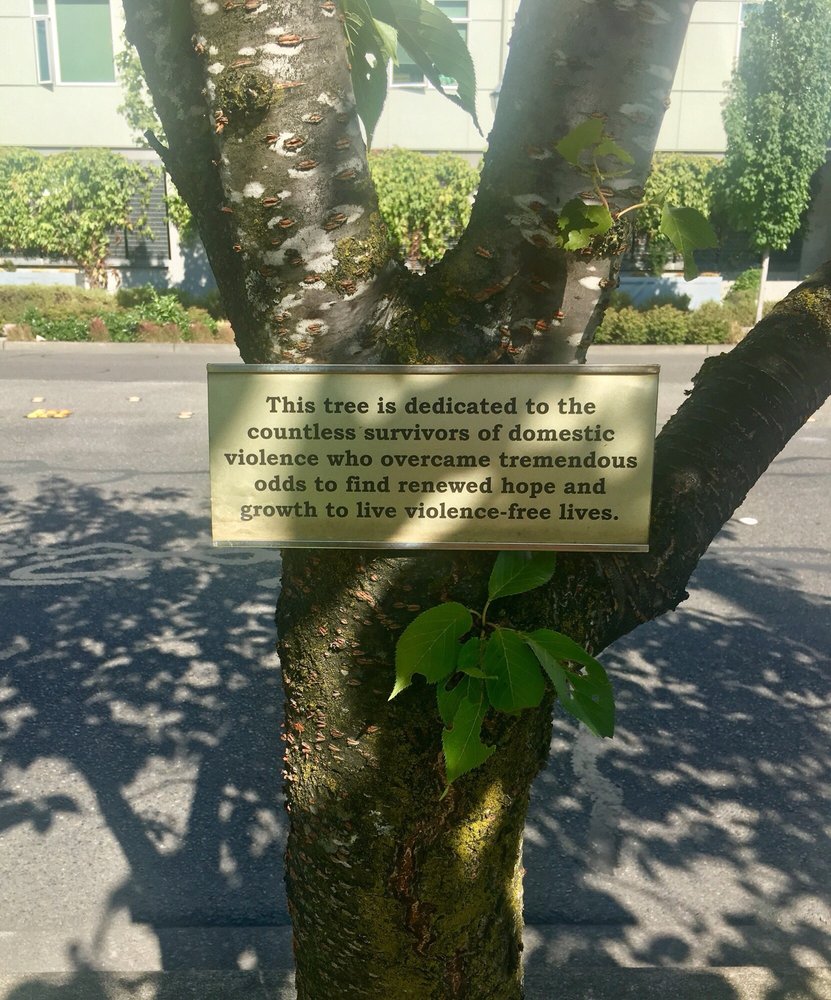 This tree is dedicated to the
countless survivors of domestic
violence who overcame tremendous
odds to find renewed hope and
growth to live violence-free lives.